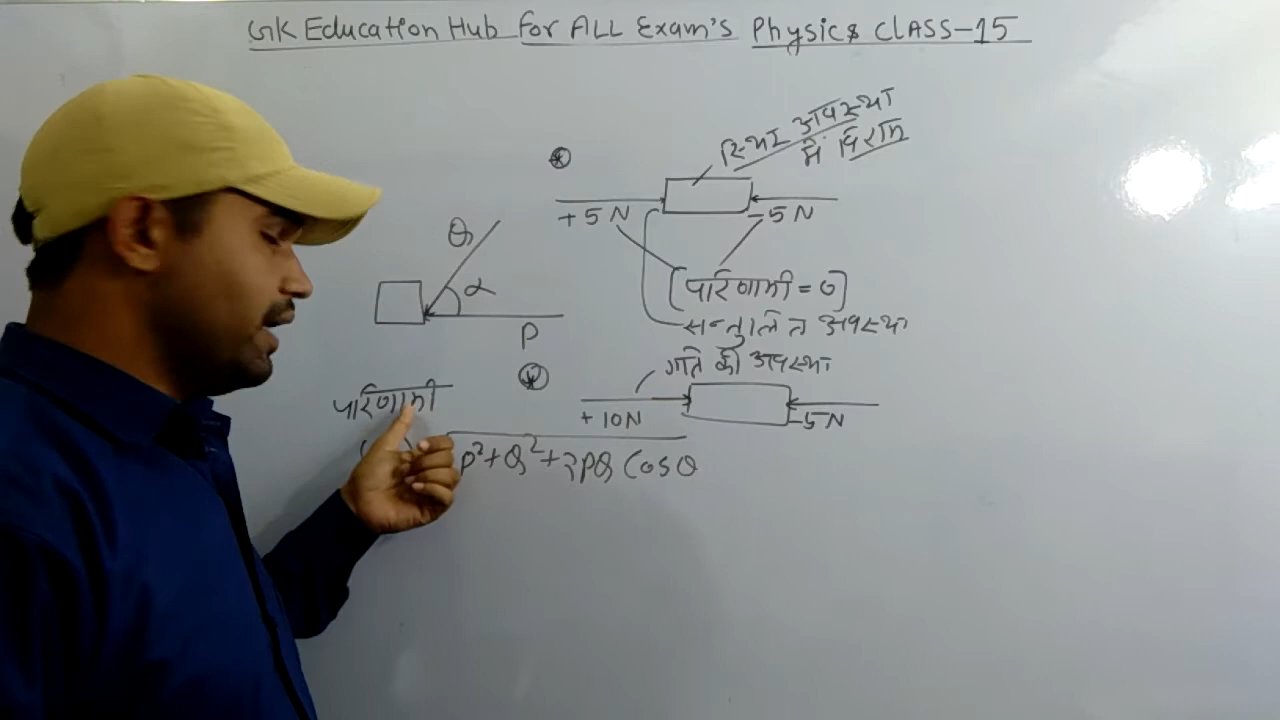 GK Education Hub for ALL Exam's Physics CLASS-15
स्थिर अवस्था
में विराम
+5N
-5N
Q
α
P
[परिणामी = 0]
सन्तुलित अवस्था
गति की अवस्था
+10N
-5N
परिणामी
P²+Q²+2PQ Cosθ